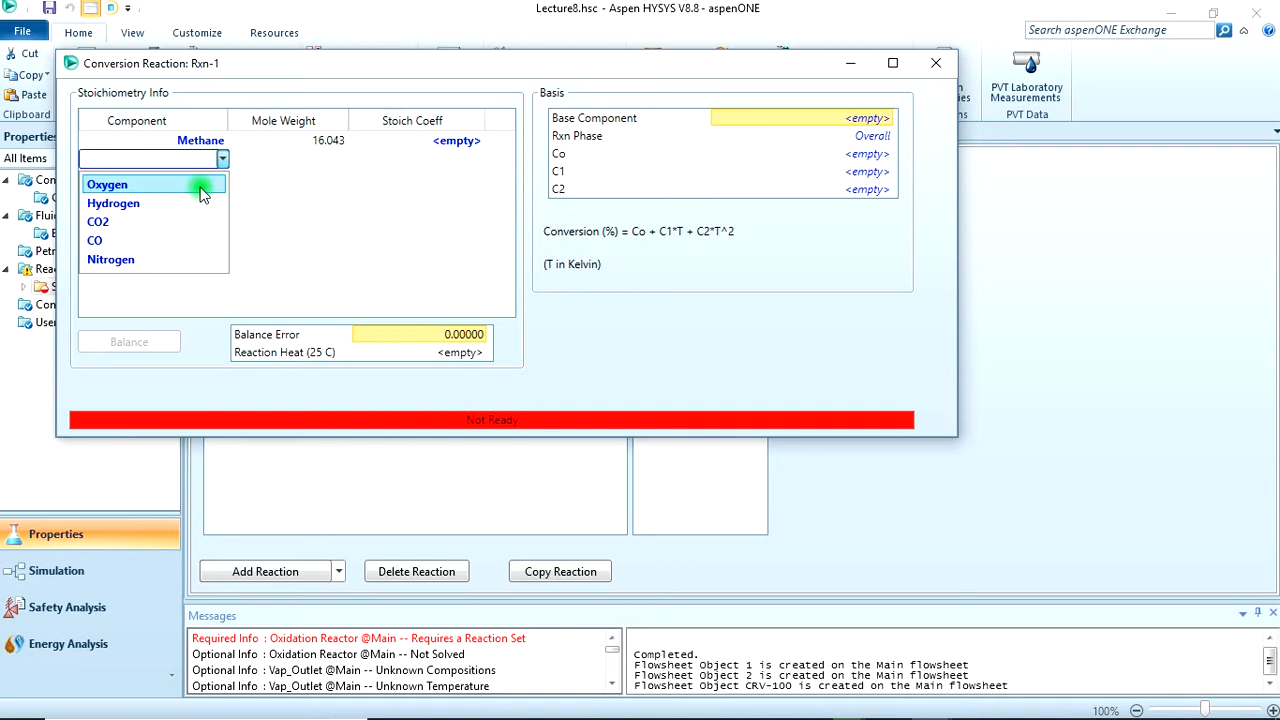 Lecture8.hsc - Aspen HYSYS V8.8 - aspenONE
File Home View Customize Resources
Search aspenONE Exchange
Cut
Copy
Paste
Clipboard
PVT Laboratory
Measurements
PVT Data
Conversion Reaction: Rxn-1
Stoichiometry Info
Component Mole Weight Stoich Coeff
Methane 16.043 <empty>
Oxygen
Hydrogen
CO2
CO
Nitrogen
Balance
Balance Error 0.00000
Reaction Heat (25 C) <empty>
Basis
Base Component <empty>
Rxn Phase Overall
Co <empty>
C1 <empty>
C2 <empty>
Conversion (%) = Co + C1*T + C2*T^2
(T in Kelvin)
Not Ready
All Items
Properties
Simulation
Safety Analysis
Energy Analysis
Add Reaction Delete Reaction Copy Reaction
Messages
Required Info : Oxidation Reactor @Main -- Requires a Reaction Set
Optional Info : Oxidation Reactor @Main -- Not Solved
Optional Info : Vap_Outlet @Main -- Unknown Compositions
Optional Info : Vap_Outlet @Main -- Unknown Temperature
Completed.
Flowsheet Object 1 is created on the Main flowsheet
Flowsheet Object 2 is created on the Main flowsheet
Flowsheet Object CRV-100 is created on the Main flowsheet
100%